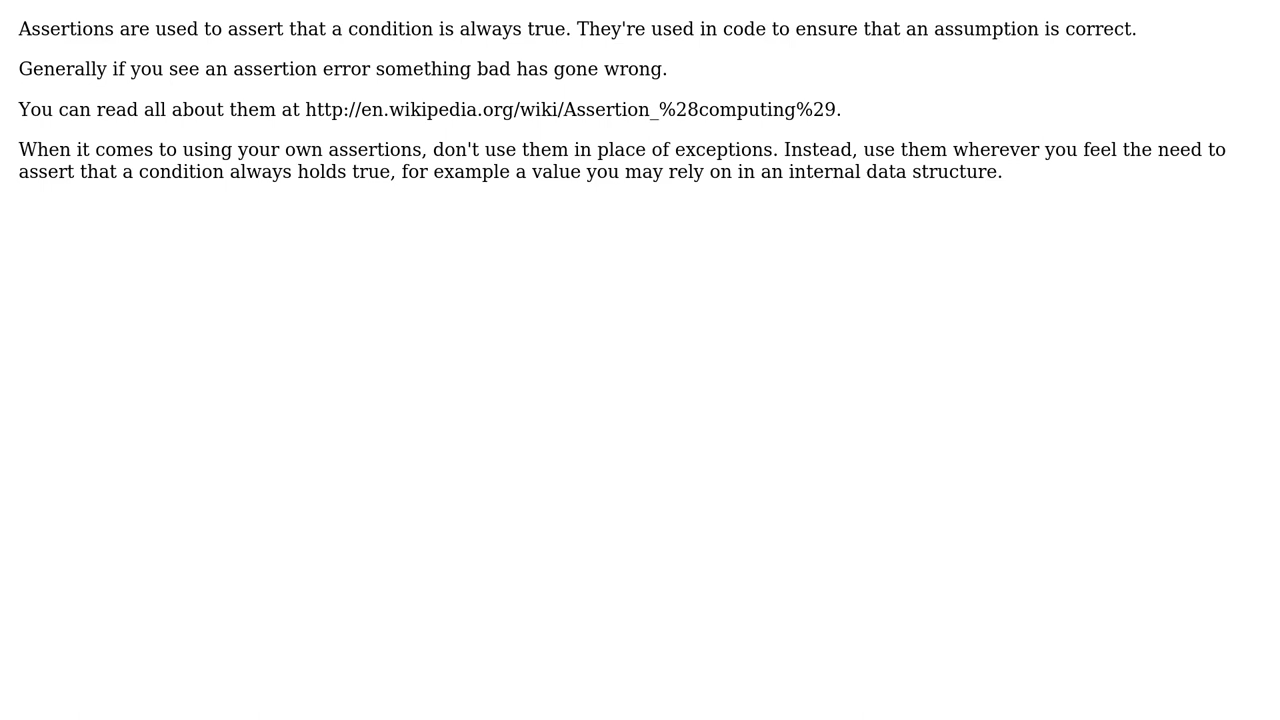 Assertions are used to assert that a condition is always true. They're used in code to ensure that an assumption is correct.
Generally if you see an assertion error something bad has gone wrong.
You can read all about them at http://en.wikipedia.org/wiki/Assertion_%28computing%29.
When it comes to using your own assertions, don't use them in place of exceptions. Instead, use them wherever you feel the need to
assert that a condition always holds true, for example a value you may rely on in an internal data structure.